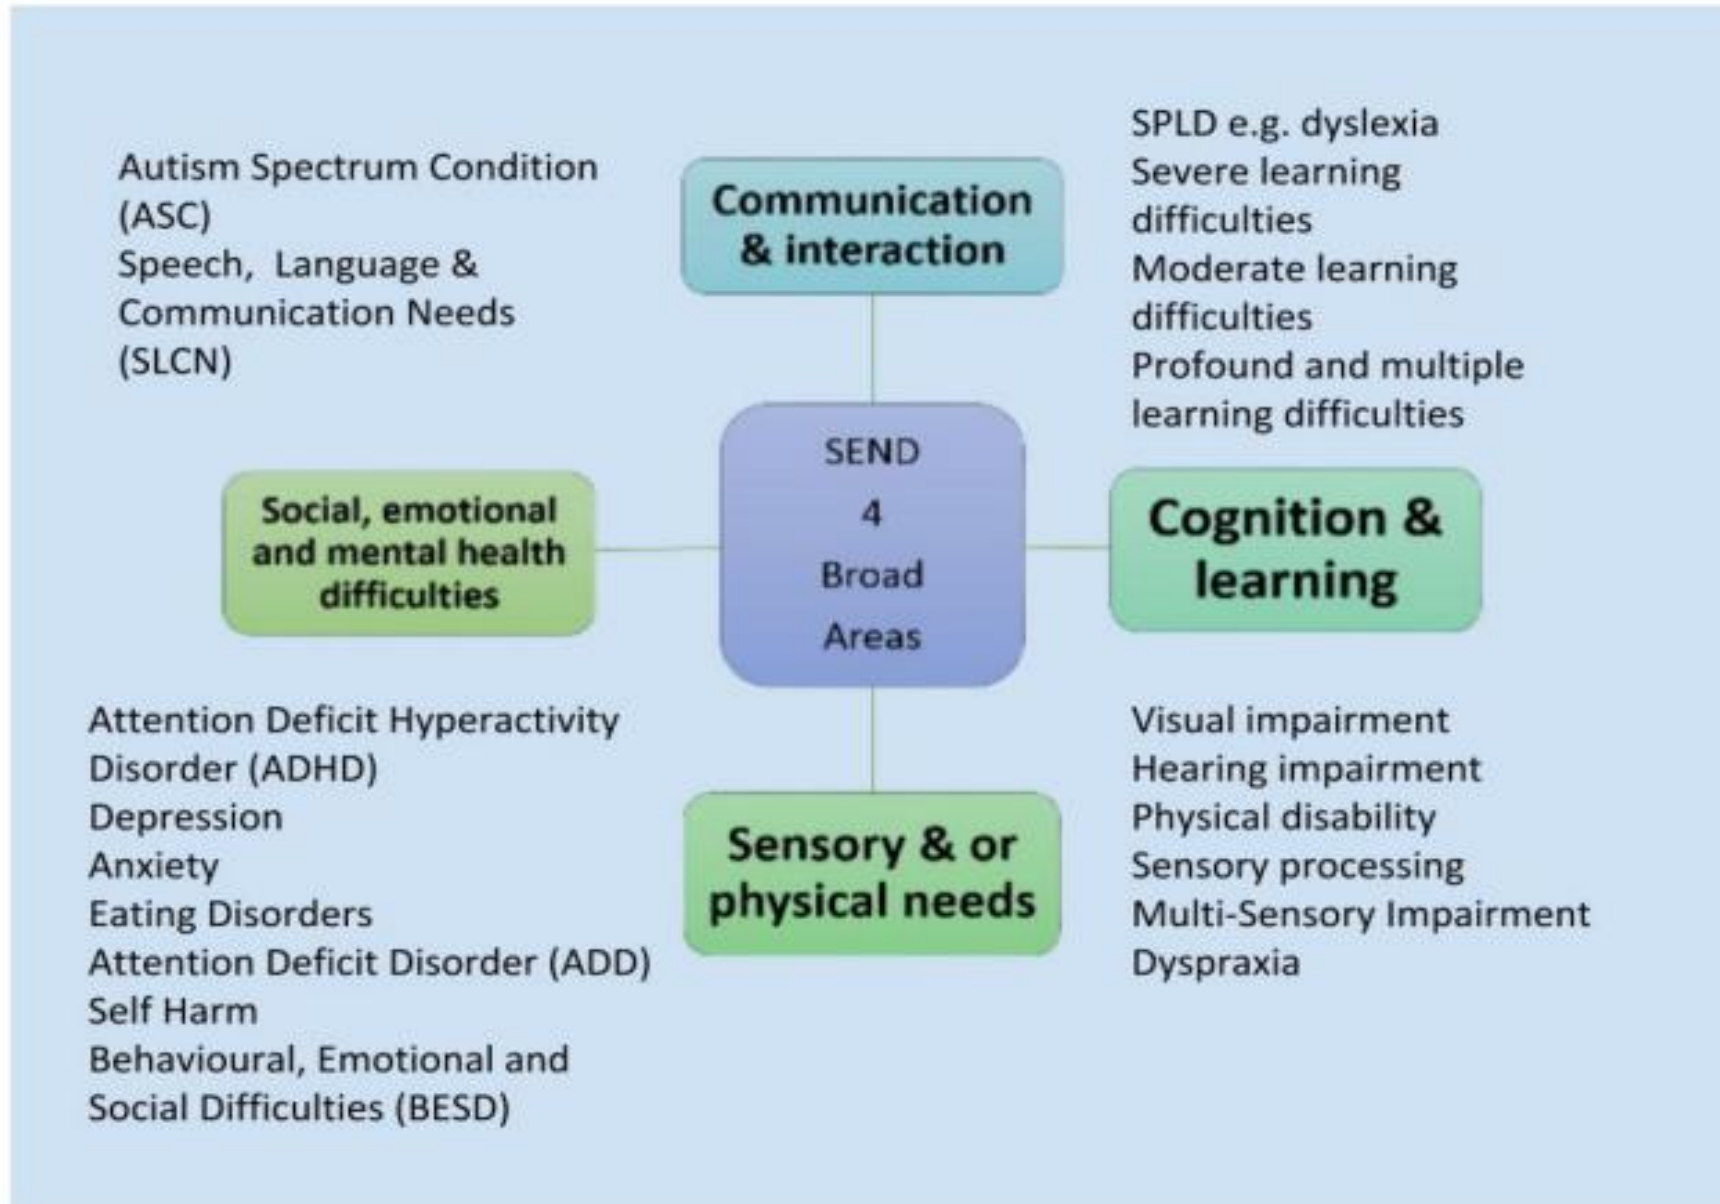 Autism Spectrum Condition
(ASC)
Speech,  Language &
Communication Needs
(SLCN)
Communication
& interaction
SPLD e.g. dyslexia
Severe learning
difficulties
Moderate learning
difficulties
Profound and multiple
learning difficulties
Social, emotional
and mental health
difficulties
SEND
4
Broad
Areas
Cognition &
learning
Attention Deficit Hyperactivity
Disorder (ADHD)
Depression
Anxiety
Eating Disorders
Attention Deficit Disorder (ADD)
Self Harm
Behavioural, Emotional and
Social Difficulties (BESD)
Sensory & or
physical needs
Visual impairment
Hearing impairment
Physical disability
Sensory processing
Multi-Sensory Impairment
Dyspraxia